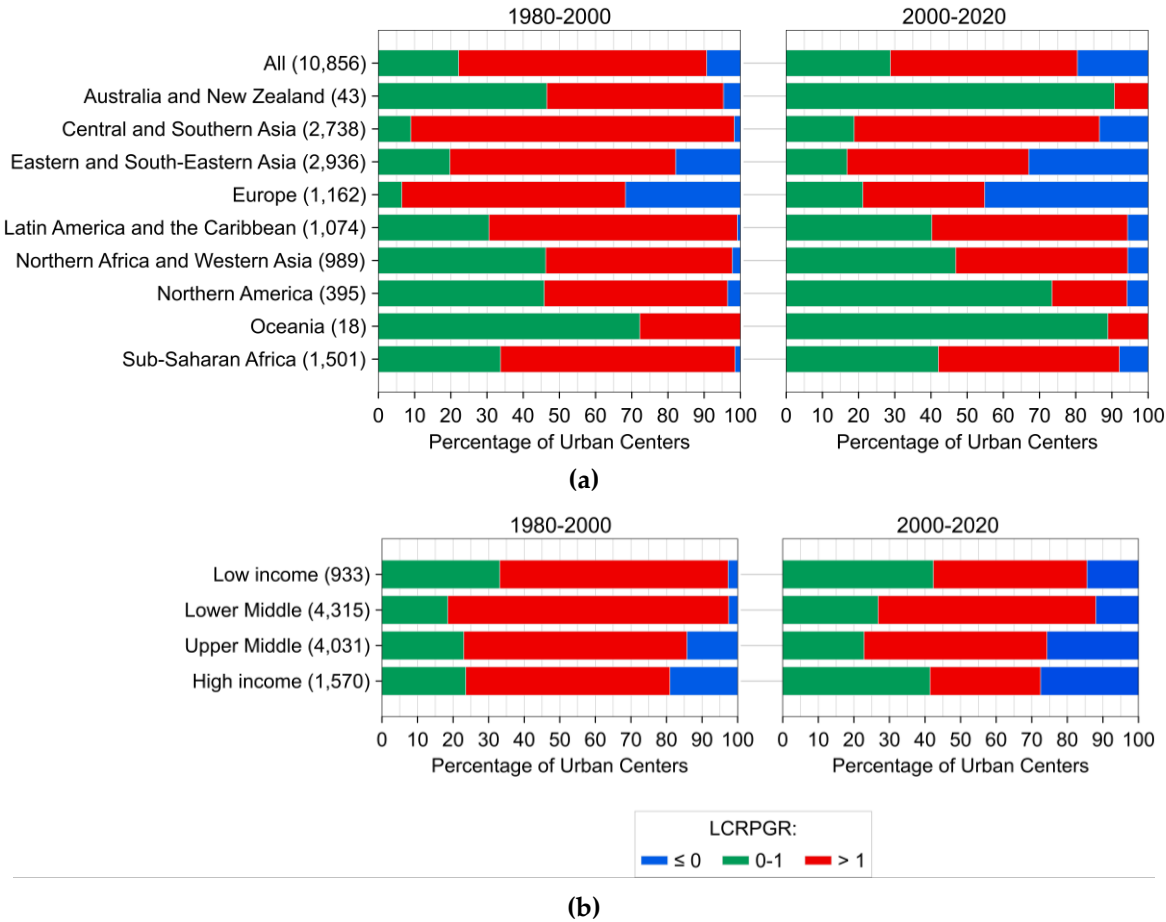 1980-2000
2000-2020
All (10,856)
Australia and New Zealand (43)
Central and Southern Asia (2,738)
Eastern and South-Eastern Asia (2,936)
Europe (1,162)
Latin America and the Caribbean (1,074)
Northern Africa and Western Asia (989)
Northern America (395)
Oceania (18)
Sub-Saharan Africa (1,501)
0 10 20 30 40 50 60 70 80 90 100
0 10 20 30 40 50 60 70 80 90 100
Percentage of Urban Centers
Percentage of Urban Centers
(a)
1980-2000
2000-2020
Low income (933)
Lower Middle (4,315)
Upper Middle (4,031)
High income (1,570)
0 10 20 30 40 50 60 70 80 90 100
0 10 20 30 40 50 60 70 80 90 100
Percentage of Urban Centers
Percentage of Urban Centers
LCRPGR:
≤ 0 0-1 > 1
(b)